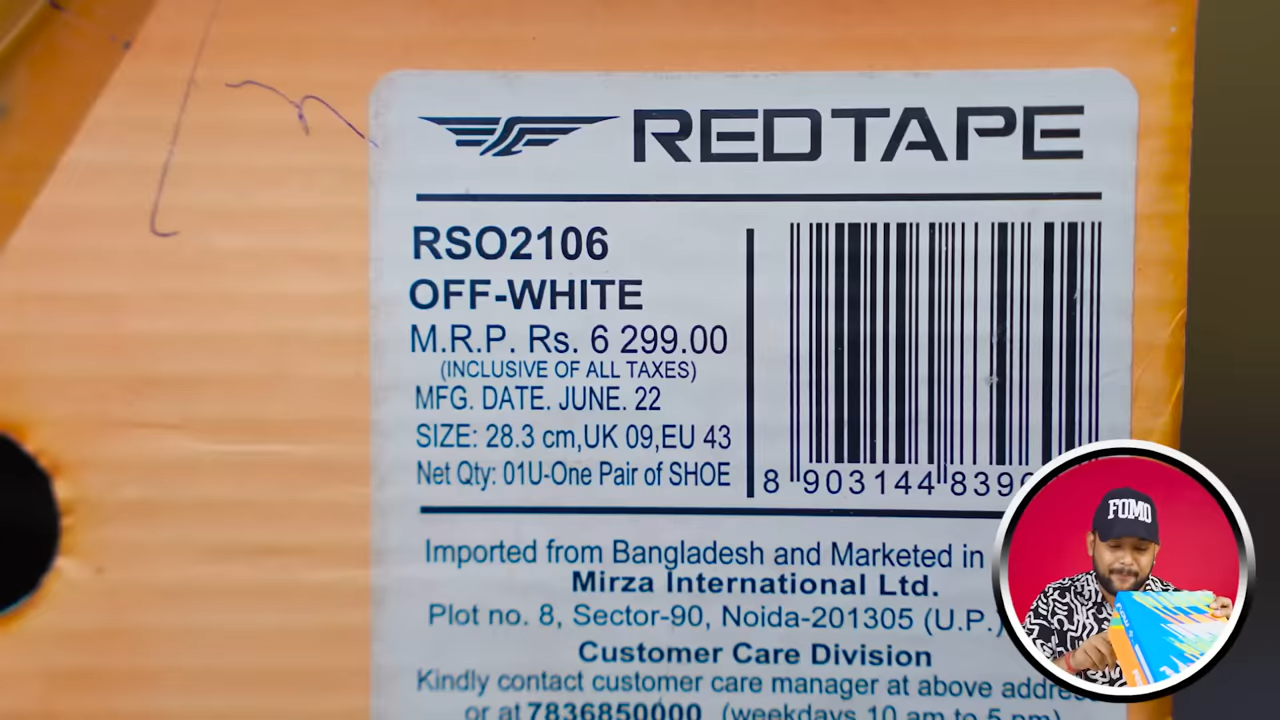 REDTAPE
RSO2106
OFF-WHITE
M.R.P. Rs. 6 299.00
(INCLUSIVE OF ALL TAXES)
MFG. DATE. JUNE. 22
SIZE: 28.3 cm,UK 09,EU 43
Net Qty: 01U-One Pair of SHOE
8 903144 839
Imported from Bangladesh and Marketed in
Mirza International Ltd.
Plot no. 8, Sector-90, Noida-201305 (U.P.)
Customer Care Division
Kindly contact customer care manager at above
or at 7836850000 (weekdays 10 am to 5 pm)
FOMO